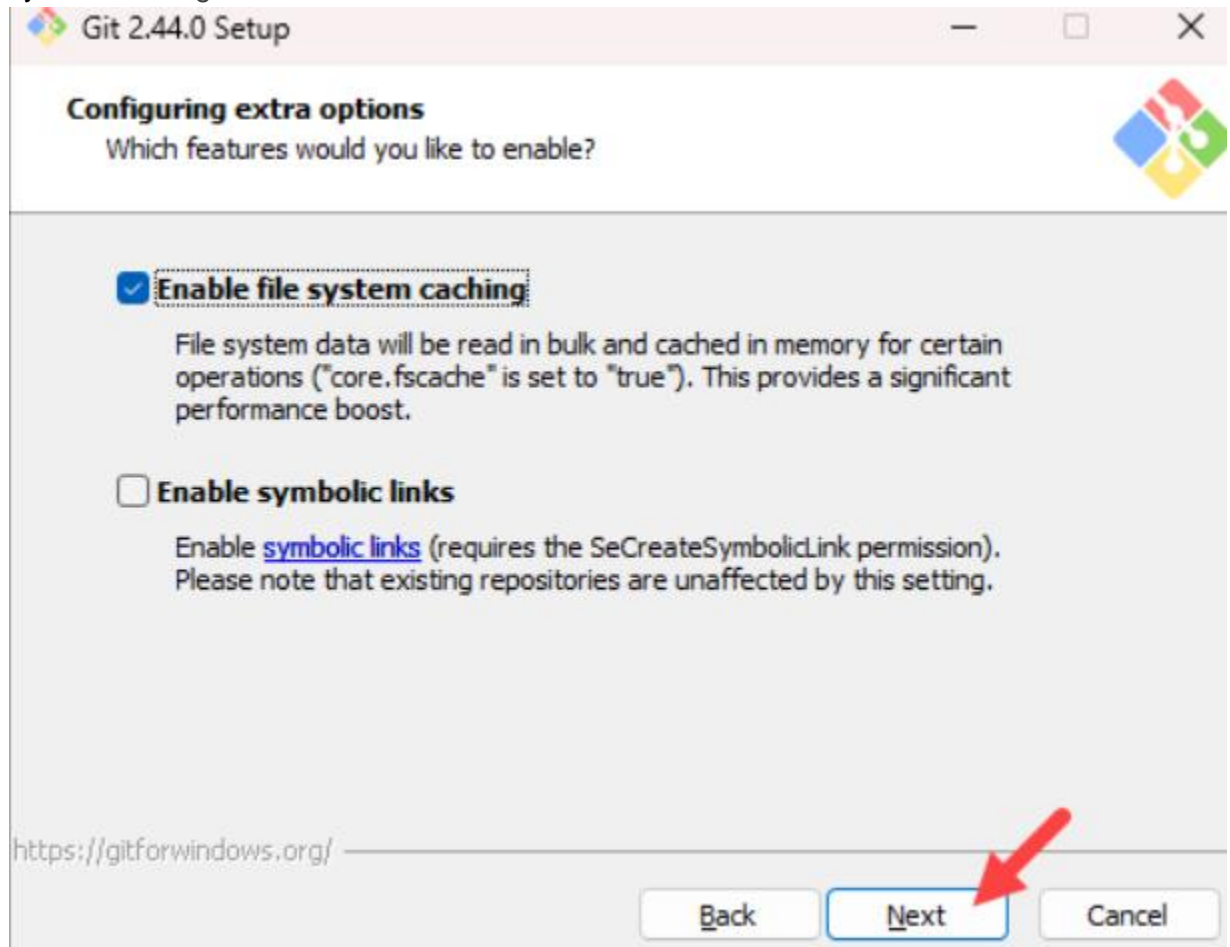 Git 2.44.0 Setup
Configuring extra options
Which features would you like to enable?
Enable file system caching
File system data will be read in bulk and cached in memory for certain
operations ("core.fscache" is set to "true"). This provides a significant
performance boost.
Enable symbolic links
Enable symbolic links (requires the SeCreateSymbolicLink permission).
Please note that existing repositories are unaffected by this setting.
https://gitforwindows.org/
Back Next Cancel